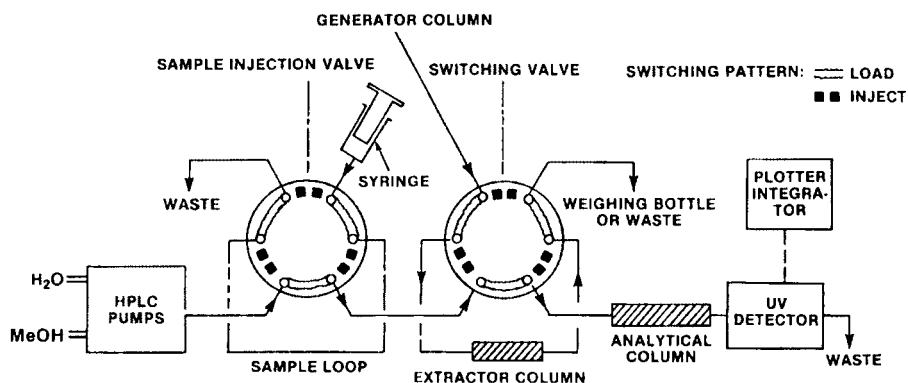 GENERATOR COLUMN
SAMPLE INJECTION VALVE
SWITCHING VALVE
SWITCHING PATTERN:
LOAD
INJECT
SYRINGE
WASTE
WEIGHING BOTTLE
OR WASTE
PLOTTER
INTEGRA-
TOR
H₂O
MeOH
HPLC
PUMPS
SAMPLE LOOP
EXTRACTOR COLUMN
ANALYTICAL
COLUMN
UV
DETECTOR
WASTE